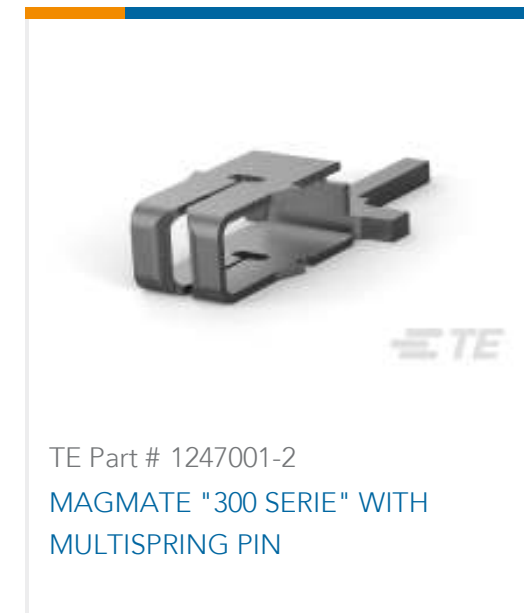 TE
TE Part # 1247001-2
MAGMATE "300 SERIE" WITH
MULTISPRING PIN